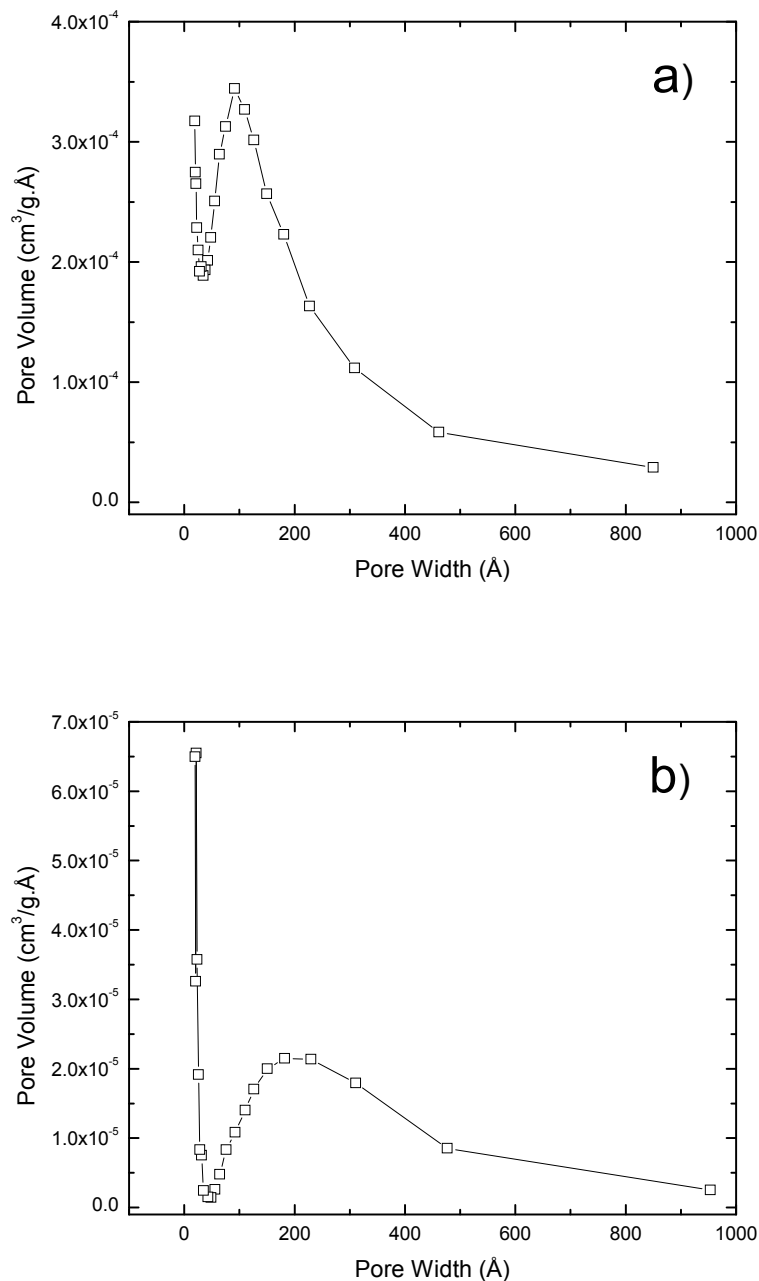 a)
4.0x10⁻⁴
3.0x10⁻⁴
2.0x10⁻⁴
1.0x10⁻⁴
0.0
Pore Volume (cm³/g.Å)
0 200 400 600 800 1000
Pore Width (Å)
b)
7.0x10⁻⁵
6.0x10⁻⁵
5.0x10⁻⁵
4.0x10⁻⁵
3.0x10⁻⁵
2.0x10⁻⁵
1.0x10⁻⁵
0.0
Pore Volume (cm³/g.Å)
0 200 400 600 800 1000
Pore Width (Å)